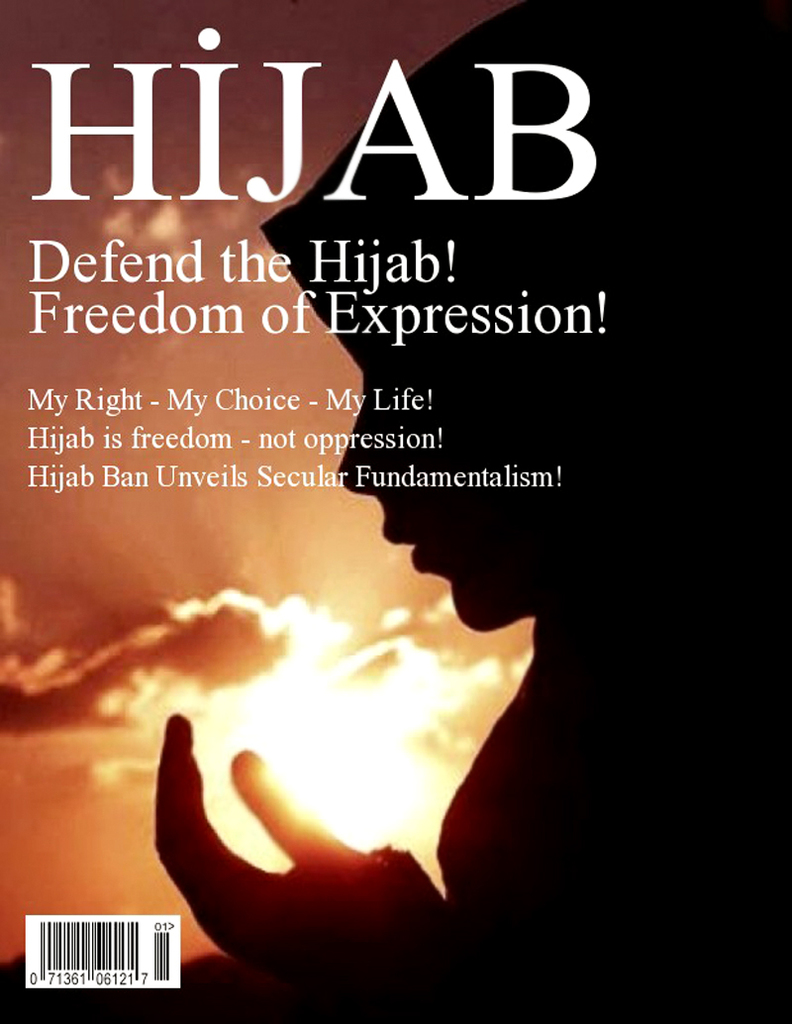 HİJAB
Defend the Hijab!
Freedom of Expression!
My Right - My Choice - My Life!
Hijab is freedom - not oppression!
Hijab Ban Unveils Secular Fundamentalism!
01>
0 71361 06121 7